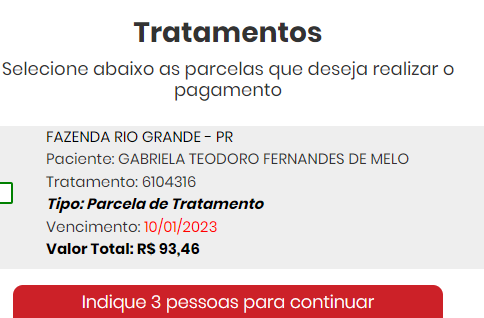 Tratamentos
Selecione abaixo as parcelas que deseja realizar o
pagamento
FAZENDA RIO GRANDE - PR
Paciente: GABRIELA TEODORO FERNANDES DE MELO
Tratamento: 6104316
Tipo: Parcela de Tratamento
Vencimento: 10/01/2023
Valor Total: R$ 93,46
Indique 3 pessoas para continuar